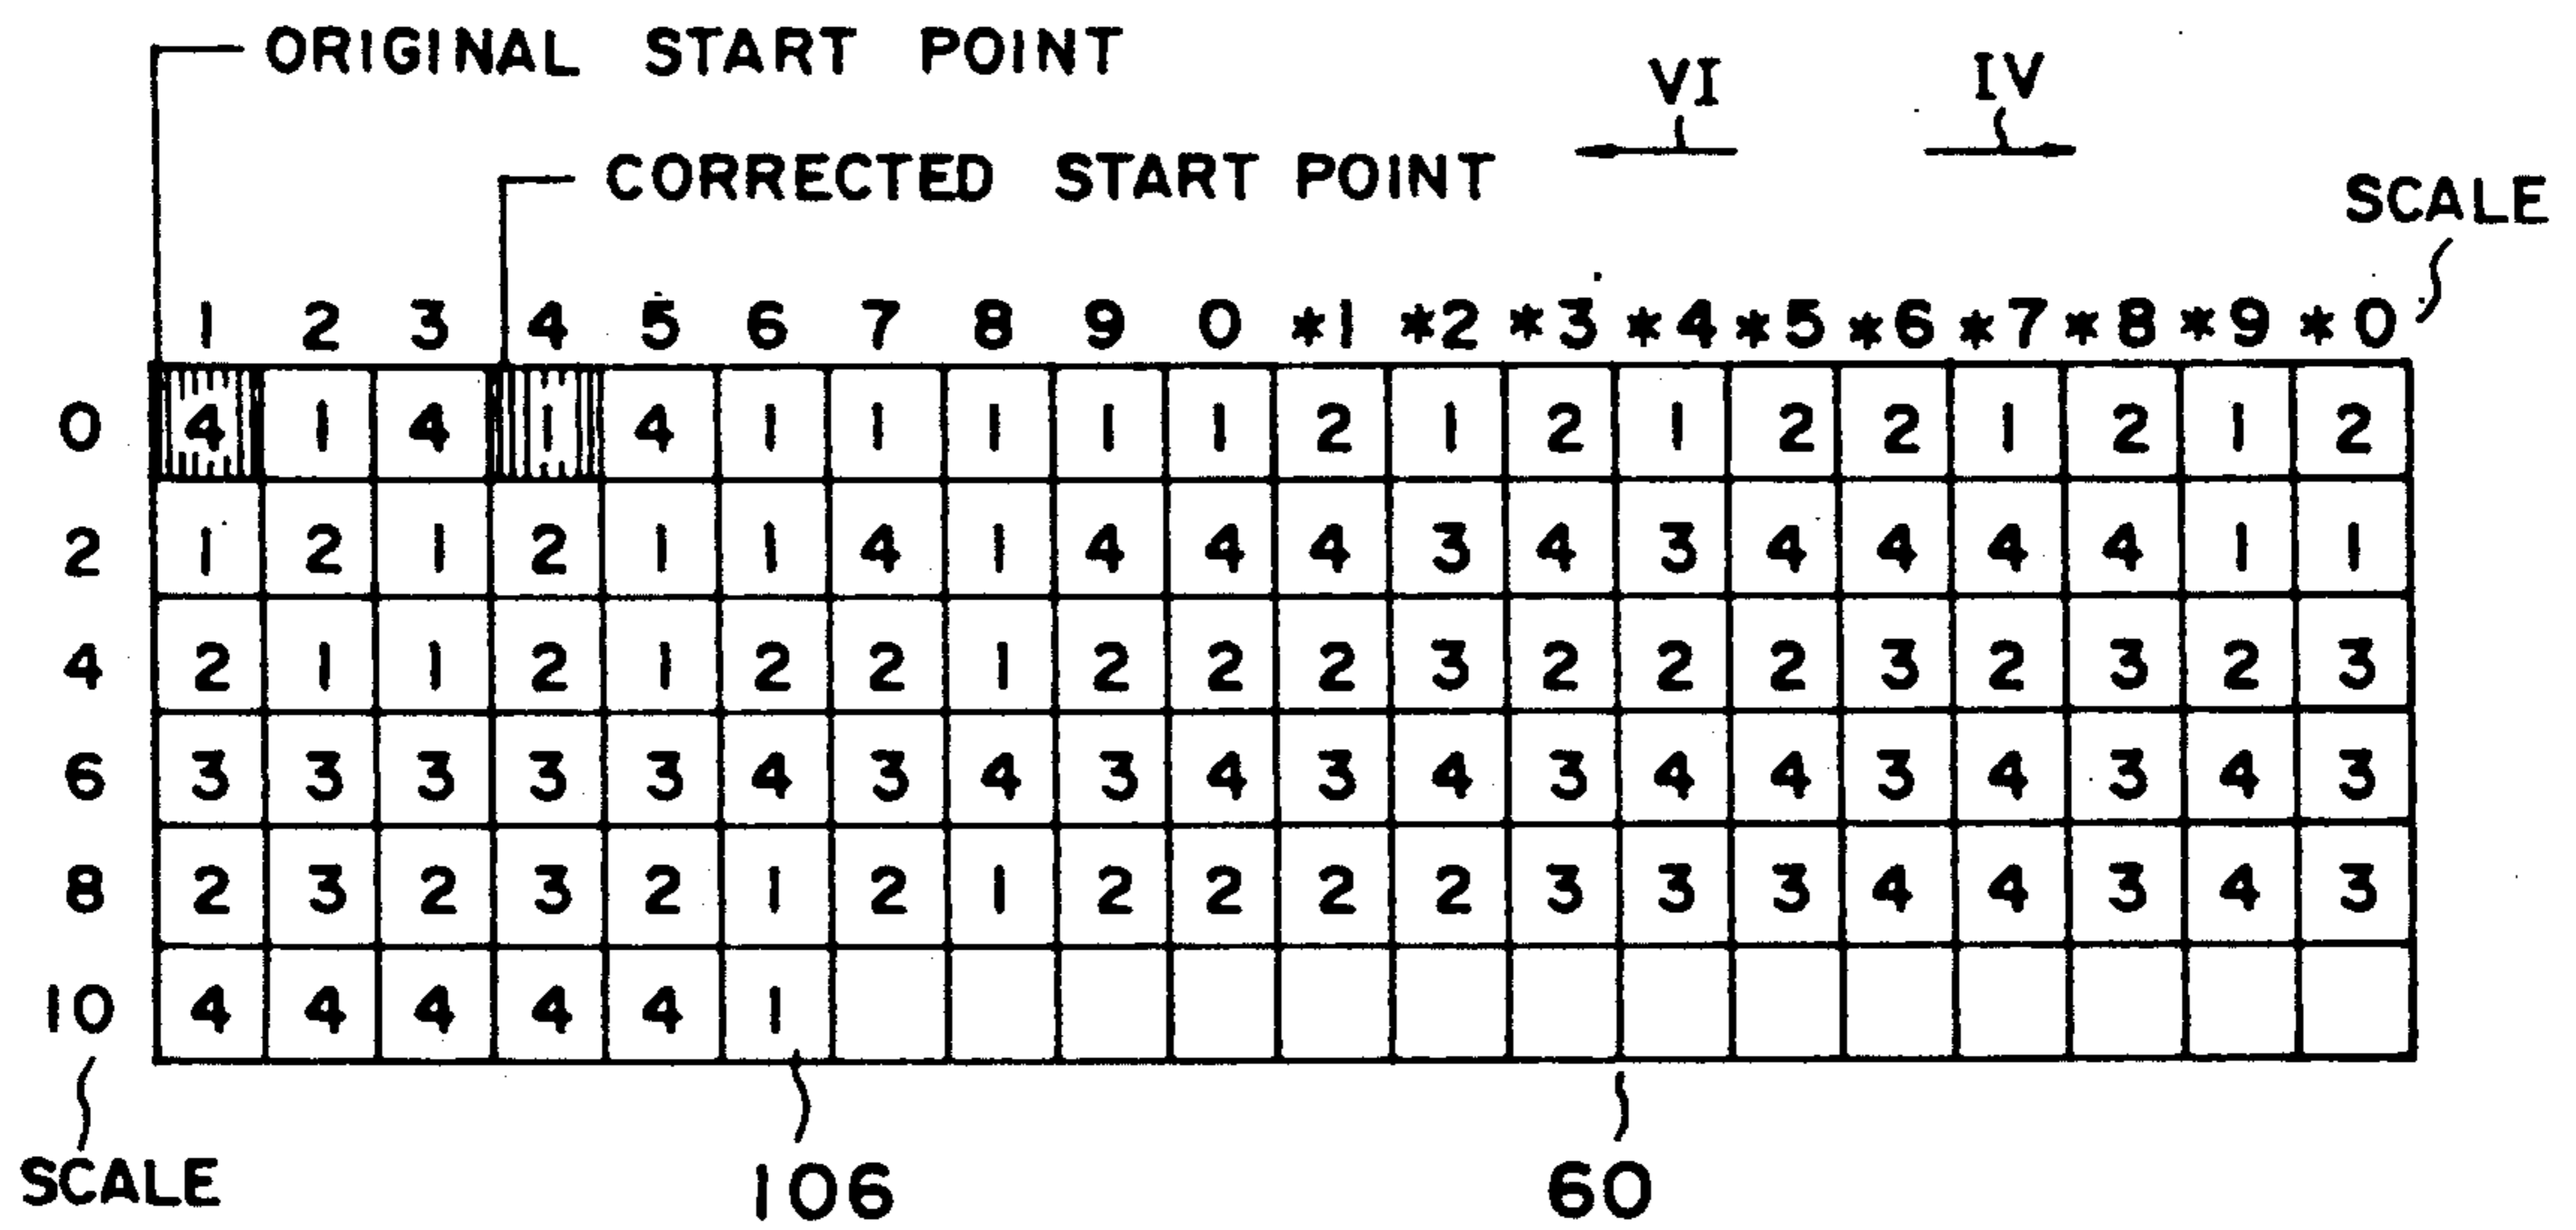 ORIGINAL START POINT
VI IV
CORRECTED START POINT
SCALE
1 2 3 4 5 6 7 8 9 0 *1 *2 *3 *4 *5 *6 *7 *8 *9 *0
0 4 1 4 1 4 1 1 1 1 1 2 1 2 1 2 2 1 2 1 2
2 1 2 1 2 1 1 4 1 4 4 4 3 4 3 4 4 4 4 1 1
4 2 1 1 2 1 2 2 1 2 2 2 3 2 2 2 3 2 3 2 3
6 3 3 3 3 3 4 3 4 3 4 3 4 3 4 4 3 4 3 4 3
8 2 3 2 3 2 1 2 1 2 2 2 2 3 3 3 4 4 3 4 3
10 4 4 4 4 4 1
SCALE 106 60